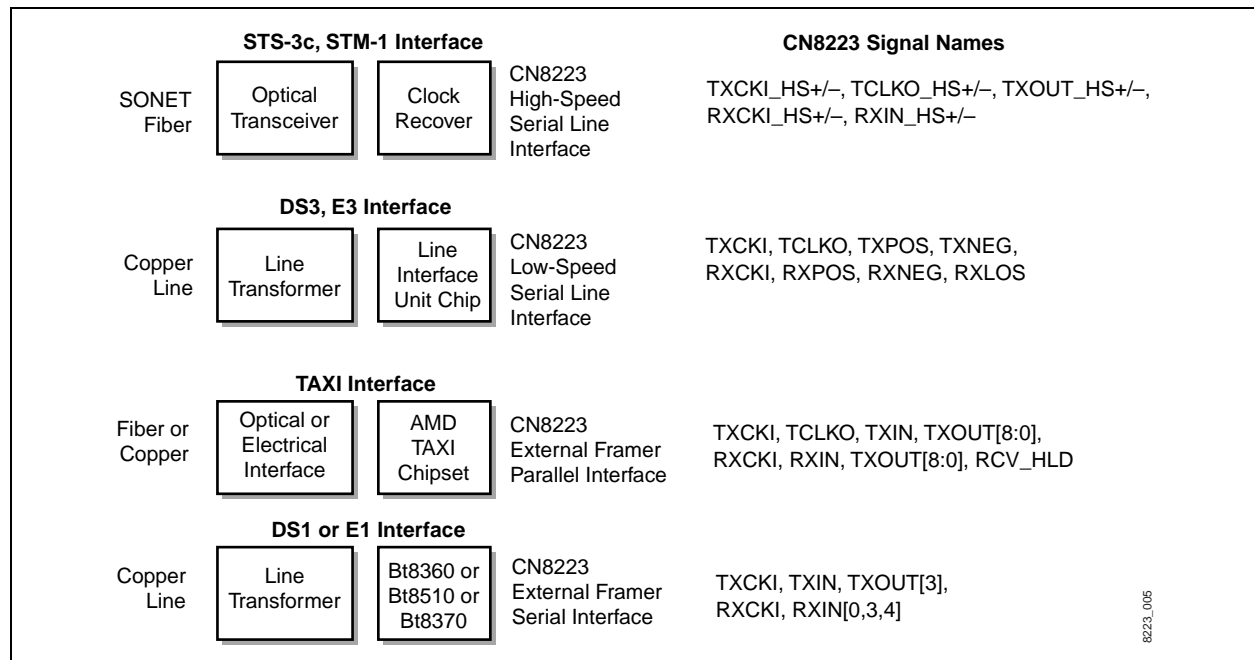 STS-3c, STM-1 Interface
CN8223 Signal Names
SONET
Fiber
Optical
Transceiver
Clock
Recover
CN8223
High-Speed
Serial Line
Interface
TXCKI_HS+/–, TCLKO_HS+/–, TXOUT_HS+/–,
RXCKI_HS+/–, RXIN_HS+/–
DS3, E3 Interface
Copper
Line
Line
Transformer
Line
Interface
Unit Chip
CN8223
Low-Speed
Serial Line
Interface
TXCKI, TCLKO, TXPOS, TXNEG,
RXCKI, RXPOS, RXNEG, RXLOS
TAXI Interface
Fiber or
Copper
Optical or
Electrical
Interface
AMD
TAXI
Chipset
CN8223
External Framer
Parallel Interface
TXCKI, TCLKO, TXIN, TXOUT[8:0],
RXCKI, RXIN, TXOUT[8:0], RCV_HLD
DS1 or E1 Interface
Copper
Line
Line
Transformer
Bt8360 or
Bt8510 or
Bt8370
CN8223
External Framer
Serial Interface
TXCKI, TXIN, TXOUT[3],
RXCKI, RXIN[0,3,4]
8223_005